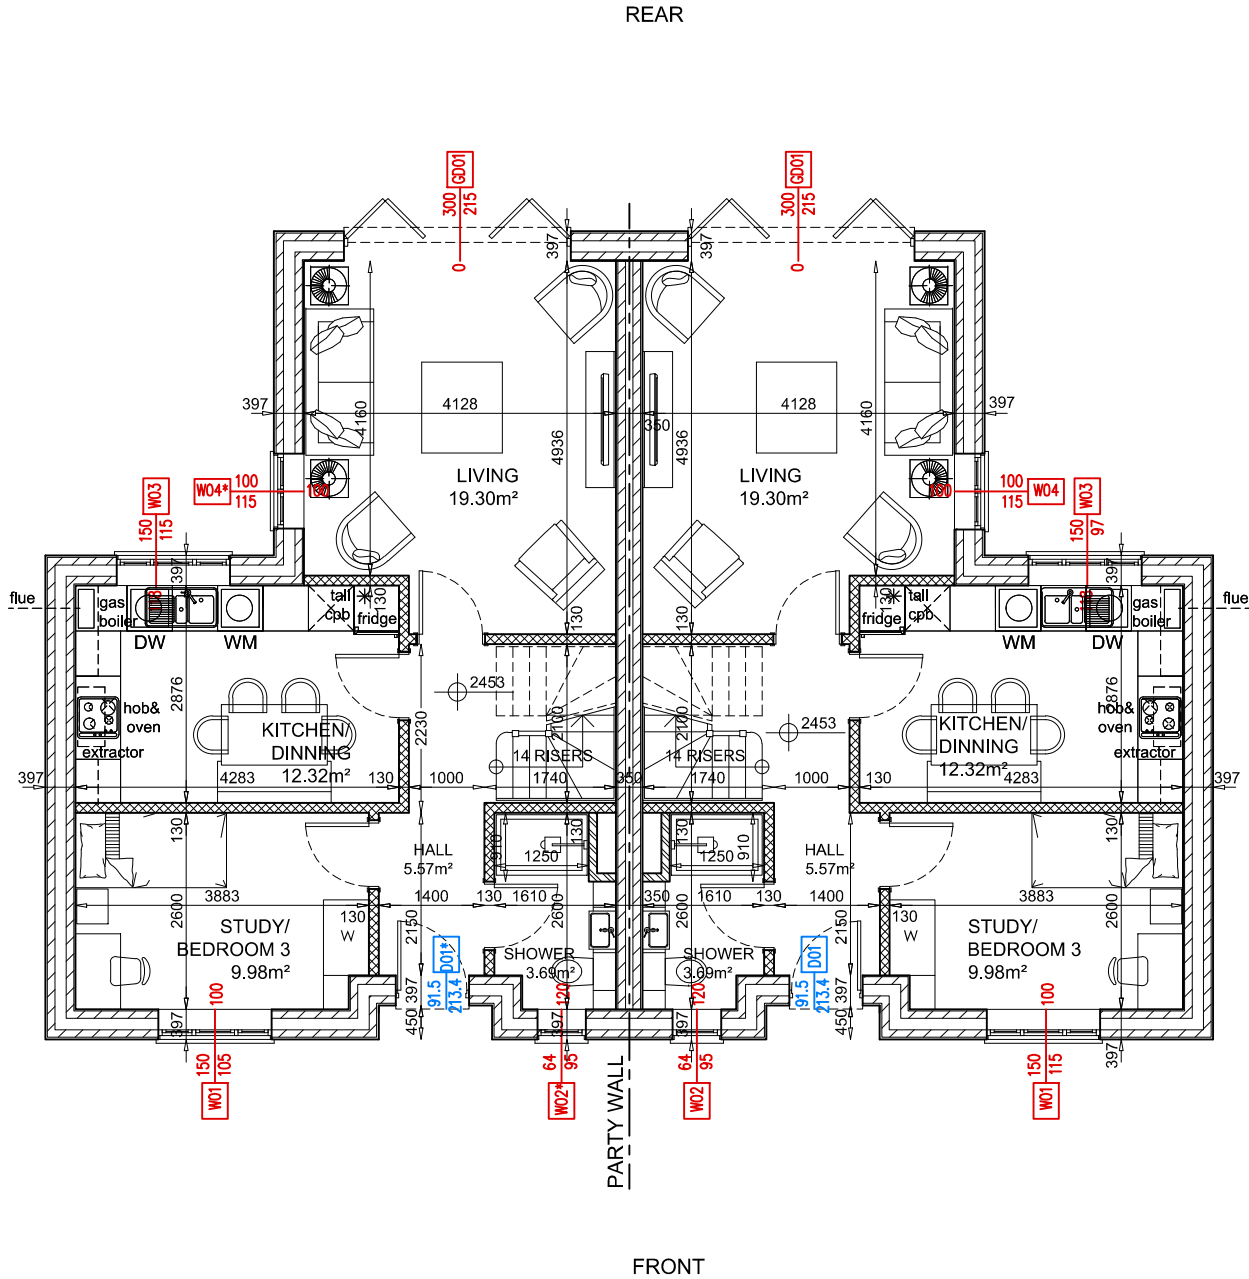 REAR
GD01
300
215
0
GD01
300
215
0
397
397
397
4128
4160
4936
350
4936
4128
4160
397
LIVING
19.30m²
LIVING
19.30m²
W03
150
115
W04*
100
115
100
100
115
W04
W03
150
97
397
397
flue
gas
boiler
DW
WM
tall
cpb
fridge
130
130
130
tall
cpb
fridge
WM
DW
gas
boiler
flue
2876
2230
2453
2100
2100
2453
2876
hob&
oven
extractor
KITCHEN/
DINNING
12.32m²
14 RISERS
14 RISERS
KITCHEN/
DINNING
12.32m²
hob&
oven
extractor
397
4283
130
1000
1740
350
1740
1000
130
4283
397
130
910
130
130
910
130
HALL
5.57m²
1250
1250
HALL
5.57m²
3883
1400
130
1610
350
1610
130
1400
3883
2600
130
W
2150
2600
2600
2150
130
W
2600
STUDY/
BEDROOM 3
9.98m²
SHOWER
3.69m²
SHOWER
3.69m²
STUDY/
BEDROOM 3
9.98m²
D01*
91.5
213.4
D01
91.5
213.4
100
397
450
397
120
397
120
397
397
450
100
397
150
105
W01
64
95
W02*
64
95
W02
150
115
W01
PARTY WALL
FRONT